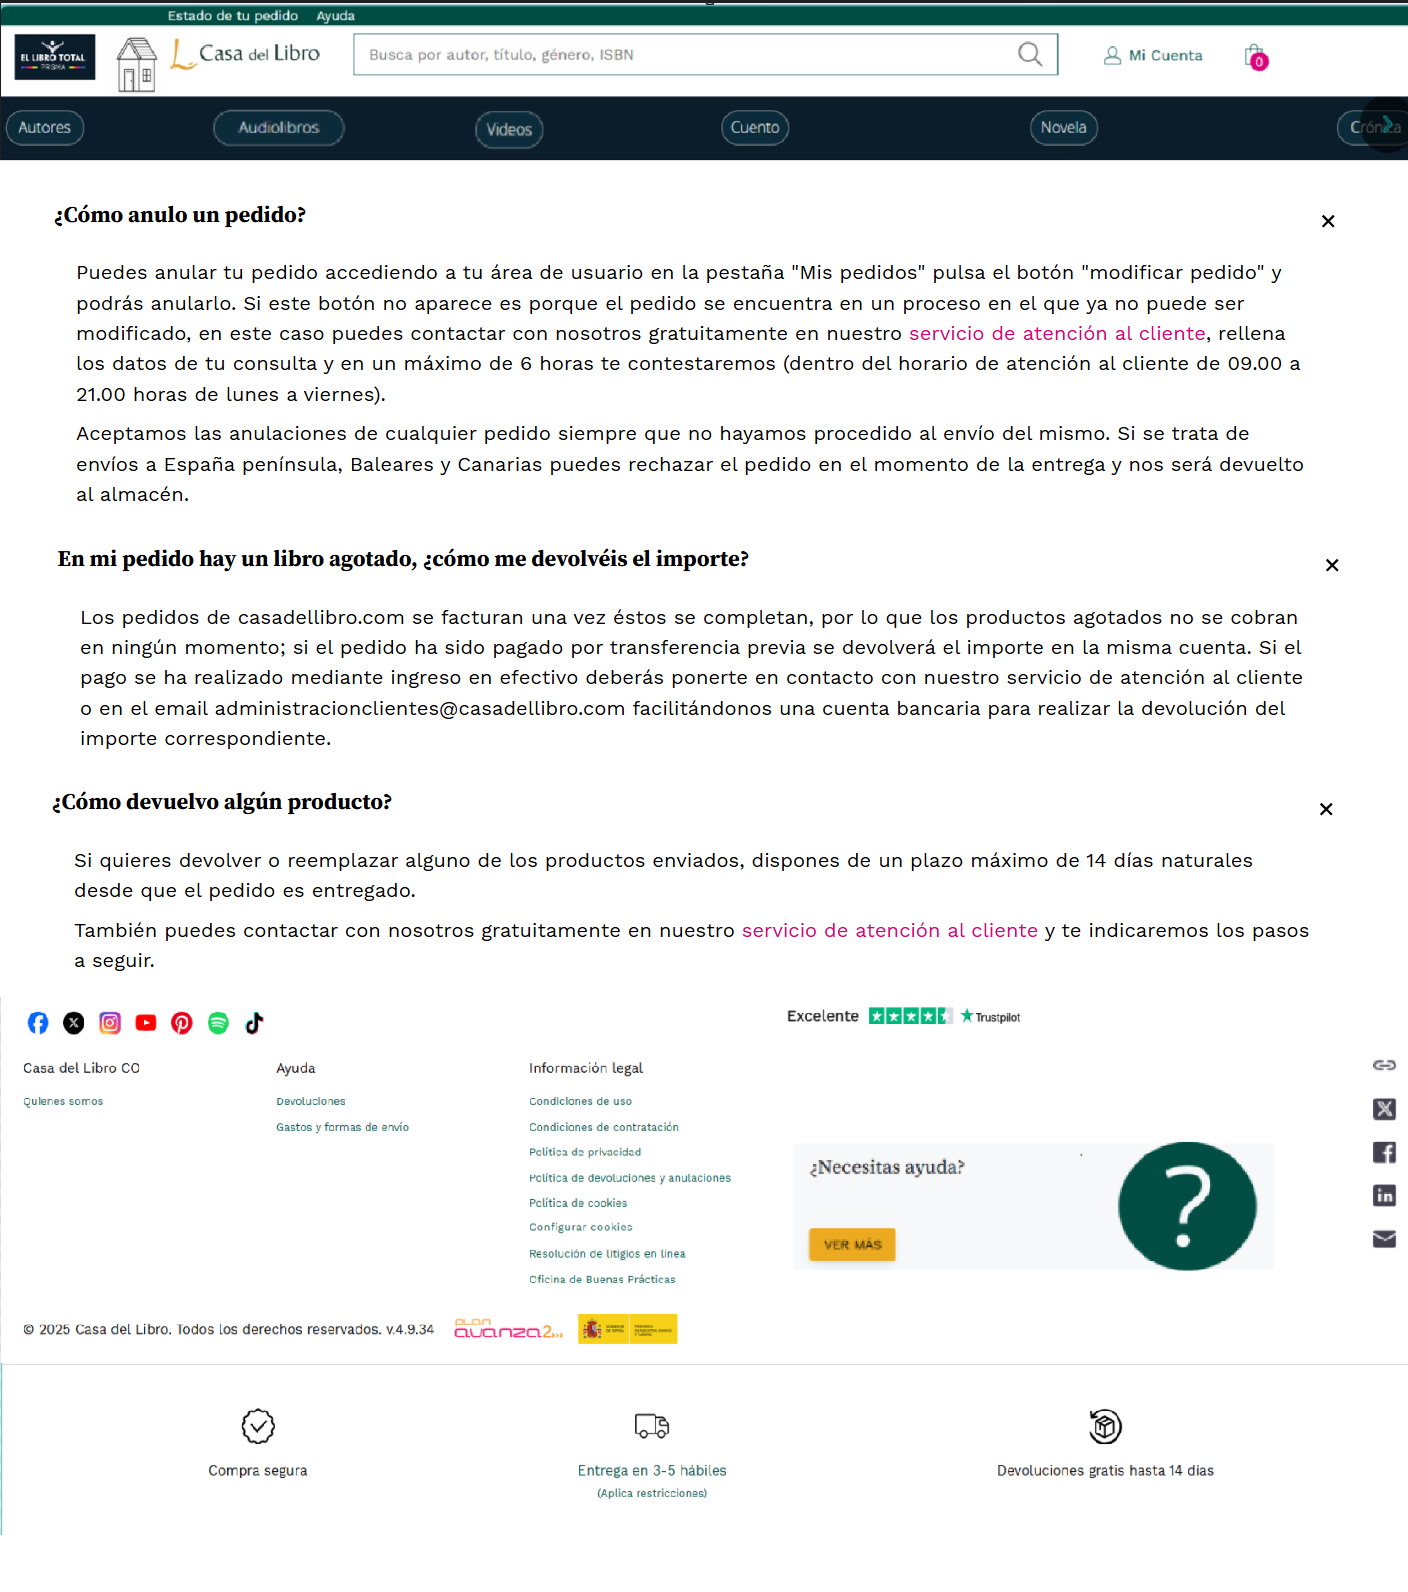 Estado de tu pedido Ayuda
EL LIBRO TOTAL
PRISMA
Casa del Libro
Busca por autor, título, género, ISBN
Mi Cuenta
0
Autores
Audiolibros
Videos
Cuento
Novela
Crónica
¿Cómo anulo un pedido?
Puedes anular tu pedido accediendo a tu área de usuario en la pestaña "Mis pedidos" pulsa el botón "modificar pedido" y
podrás anularlo. Si este botón no aparece es porque el pedido se encuentra en un proceso en el que ya no puede ser
modificado, en este caso puedes contactar con nosotros gratuitamente en nuestro servicio de atención al cliente, rellena
los datos de tu consulta y en un máximo de 6 horas te contestaremos (dentro del horario de atención al cliente de 09.00 a
21.00 horas de lunes a viernes).
Aceptamos las anulaciones de cualquier pedido siempre que no hayamos procedido al envío del mismo. Si se trata de
envíos a España península, Baleares y Canarias puedes rechazar el pedido en el momento de la entrega y nos será devuelto
al almacén.
En mi pedido hay un libro agotado, ¿cómo me devolvéis el importe?
Los pedidos de casadellibro.com se facturan una vez éstos se completan, por lo que los productos agotados no se cobran
en ningún momento; si el pedido ha sido pagado por transferencia previa se devolverá el importe en la misma cuenta. Si el
pago se ha realizado mediante ingreso en efectivo deberás ponerte en contacto con nuestro servicio de atención al cliente
o en el email administracionclientes@casadellibro.com facilitándonos una cuenta bancaria para realizar la devolución del
importe correspondiente.
¿Cómo devuelvo algún producto?
Si quieres devolver o reemplazar alguno de los productos enviados, dispones de un plazo máximo de 14 días naturales
desde que el pedido es entregado.
También puedes contactar con nosotros gratuitamente en nuestro servicio de atención al cliente y te indicaremos los pasos
a seguir.
Excelente Trustpilot
Casa del Libro CO
Quienes somos
Ayuda
Devoluciones
Gastos y formas de envío
Información legal
Condiciones de uso
Condiciones de contratación
Política de privacidad
Política de devoluciones y anulaciones
Política de cookies
Configurar cookies
Resolución de litigios en linea
Oficina de Buenas Prácticas
¿Necesitas ayuda?
VER MÁS
?
© 2025 Casa del Libro. Todos los derechos reservados. v.4.9.34
PLAN
avanza2
Compra segura
Entrega en 3-5 hábiles
(Aplica restricciones)
Devoluciones gratis hasta 14 días